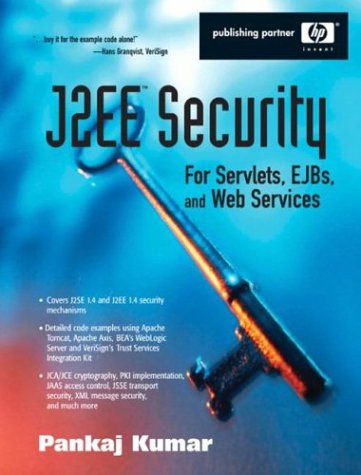 publishing partner
hp
invent
“...buy it for the example code alone!”
—Hans Granqvist, VeriSign
J2EE™ Security
For Servlets, EJBs,
and Web Services
• Covers J2SE 1.4 and J2EE 1.4 security
mechanisms
• Detailed code examples using Apache
Tomcat, Apache Axis, BEA's WebLogic
Server and VeriSign's Trust Services
Integration Kit
• JCA/JCE cryptography, PKI implementation,
JAAS access control, JSSE transport
security, XML message security,
and much more
Pankaj Kumar